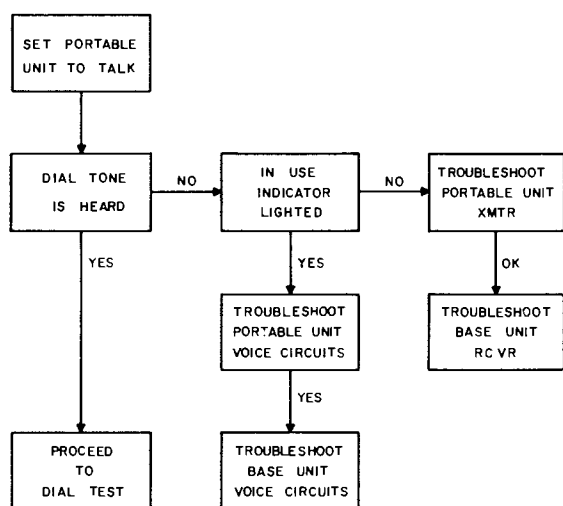 SET PORTABLE
UNIT TO TALK
DIAL TONE
IS HEARD
NO
IN USE
INDICATOR
LIGHTED
NO
TROUBLESHOOT
PORTABLE UNIT
XMTR
YES
YES
OK
TROUBLESHOOT
PORTABLE UNIT
VOICE CIRCUITS
TROUBLESHOOT
BASE UNIT
RCVR
YES
PROCEED
TO
DIAL TEST
TROUBLESHOOT
BASE UNIT
VOICE CIRCUITS